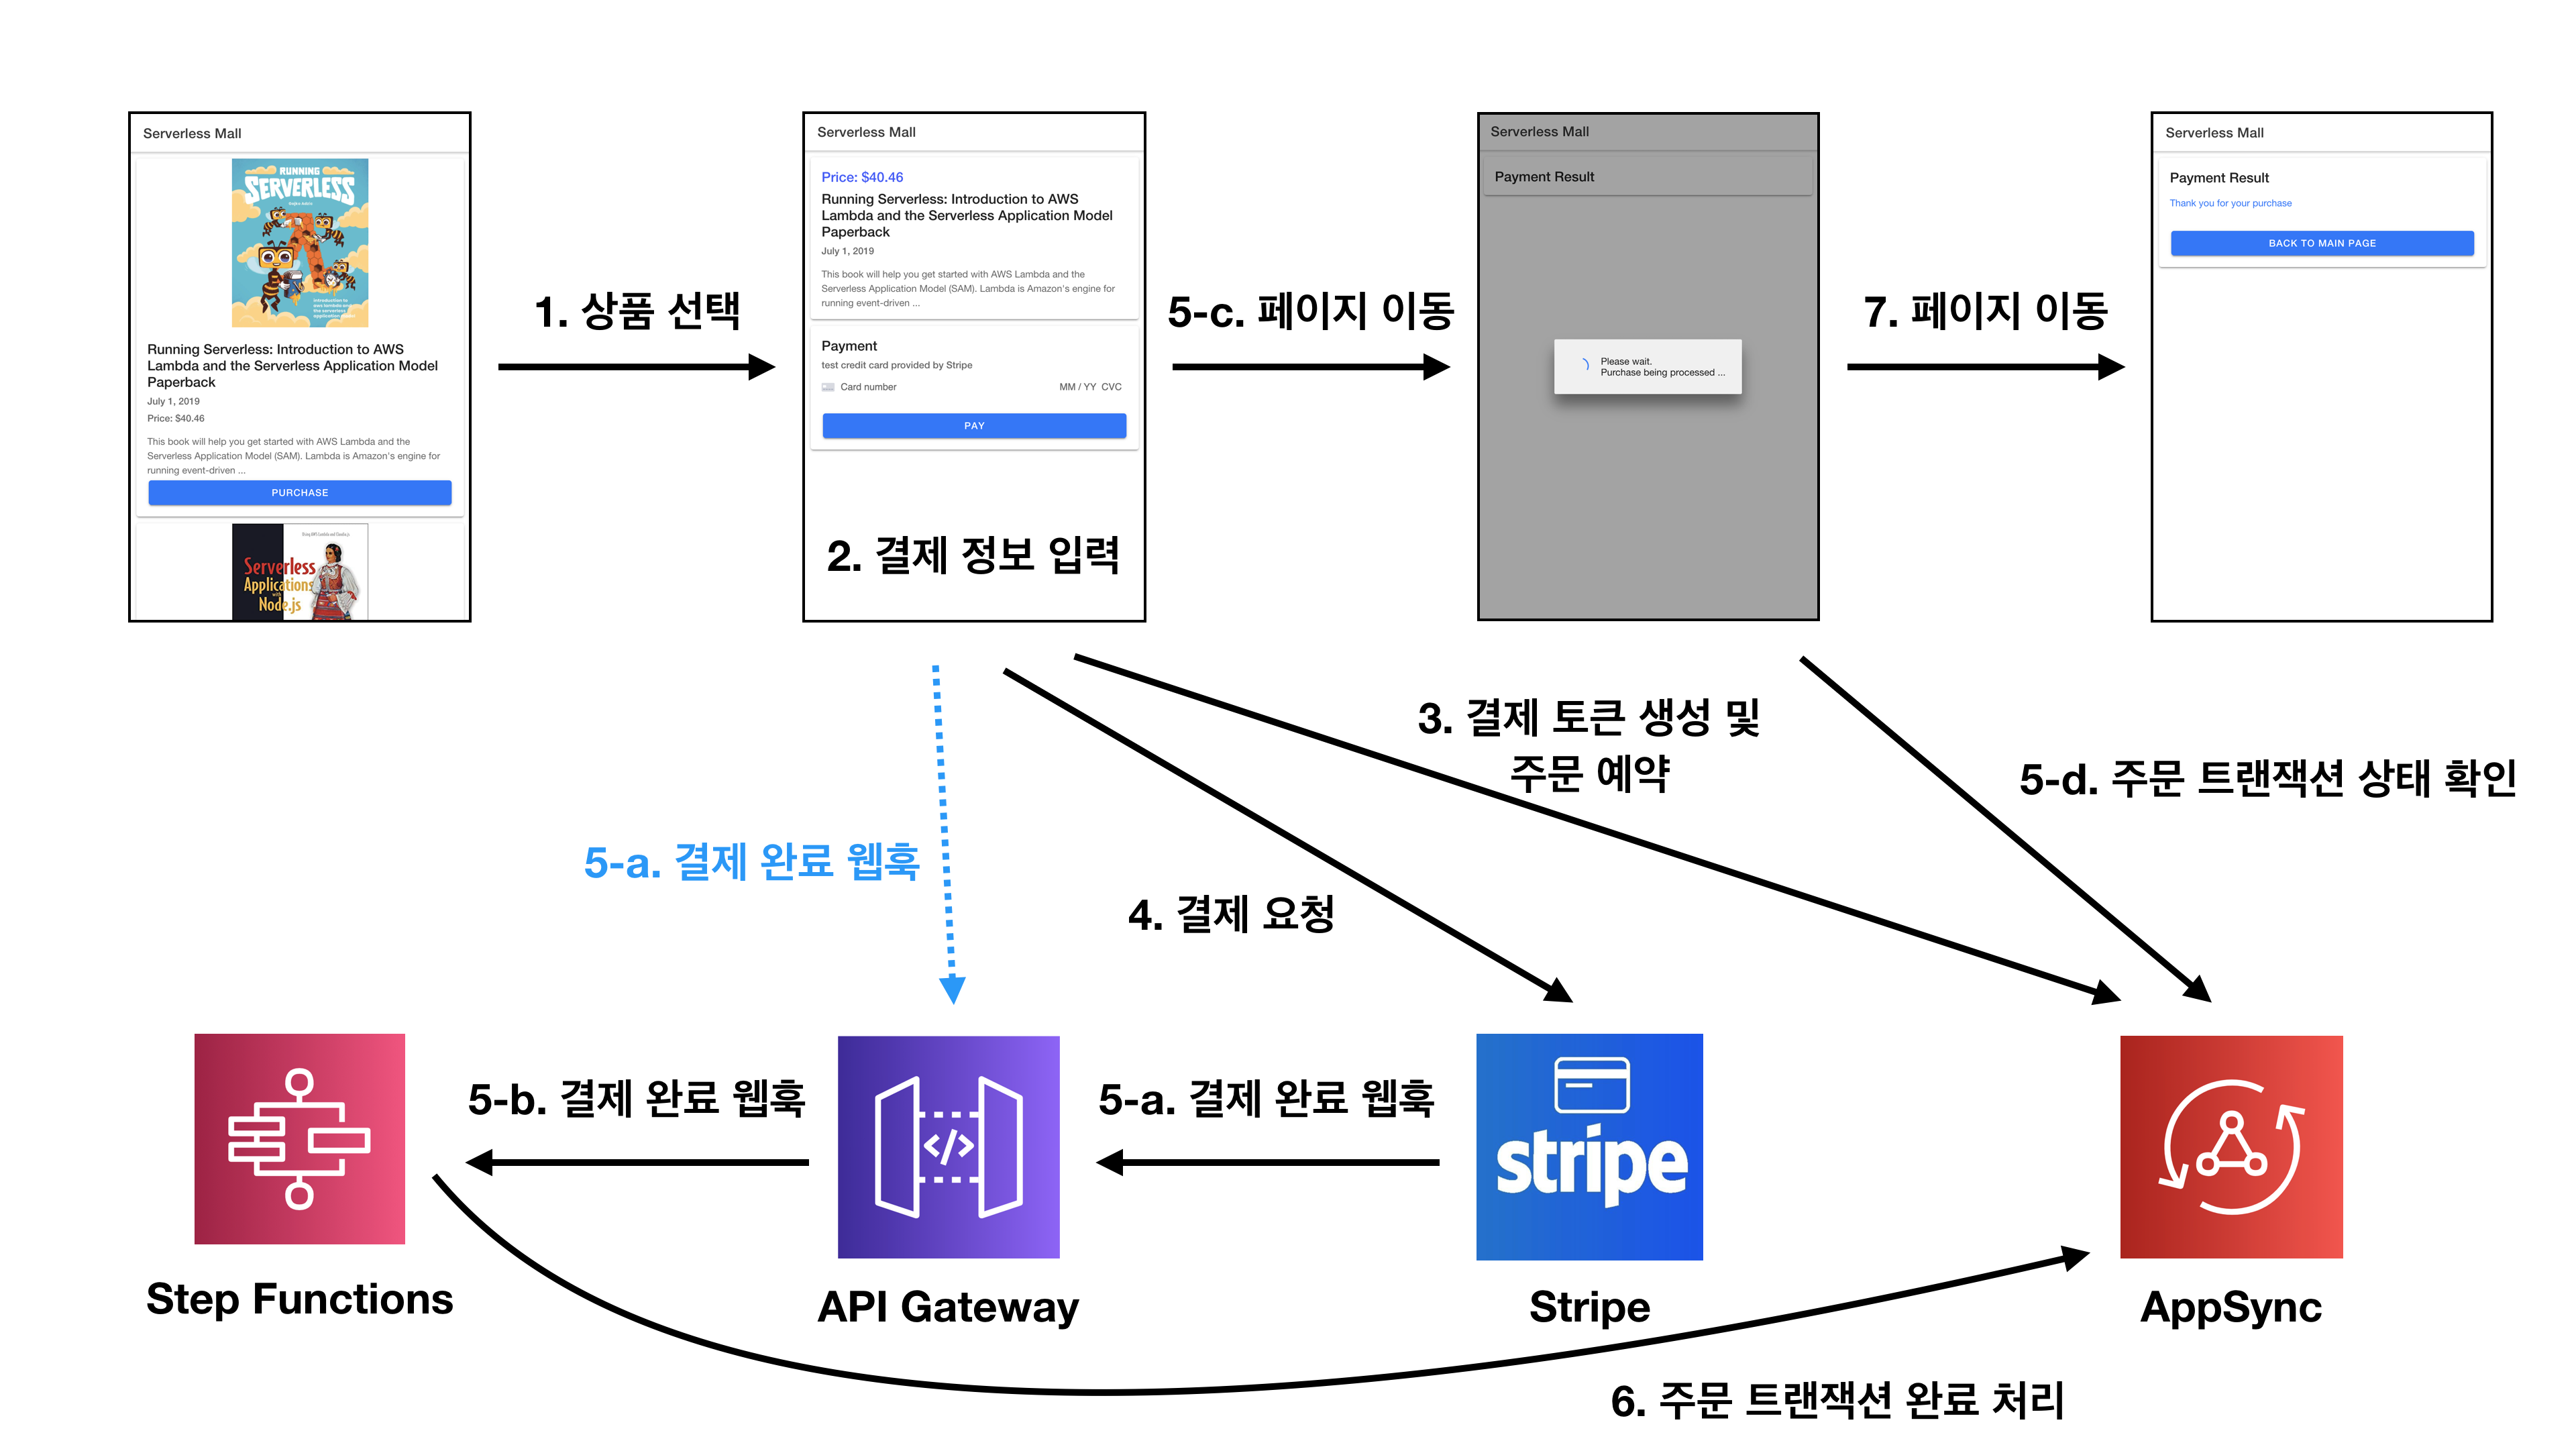 Serverless Mall
RUNNING
SERVERLESS
Running Serverless: Introduction to AWS
Lambda and the Serverless Application Model
Paperback
July 1, 2019
Price: $40.46
This book will help you get started with AWS Lambda and the
Serverless Application Model (SAM). Lambda is Amazon's engine for
running event-driven ...
PURCHASE
Serverless
Applications
with
Node.js
1. 상품 선택
Serverless Mall
Price: $40.46
Running Serverless: Introduction to AWS
Lambda and the Serverless Application Model
Paperback
July 1, 2019
This book will help you get started with AWS Lambda and the
Serverless Application Model (SAM). Lambda is Amazon's engine for
running event-driven ...
Payment
test credit card provided by Stripe
Card number MM / YY CVC
PAY
2. 결제 정보 입력
5-c. 페이지 이동
Serverless Mall
Payment Result
Please wait.
Purchase being processed ...
7. 페이지 이동
Serverless Mall
Payment Result
Thank you for your purchase
BACK TO MAIN PAGE
3. 결제 토큰 생성 및
주문 예약
5-d. 주문 트랜잭션 상태 확인
5-a. 결제 완료 웹훅
4. 결제 요청
5-b. 결제 완료 웹훅
5-a. 결제 완료 웹훅
stripe
Step Functions
API Gateway
Stripe
AppSync
6. 주문 트랜잭션 완료 처리